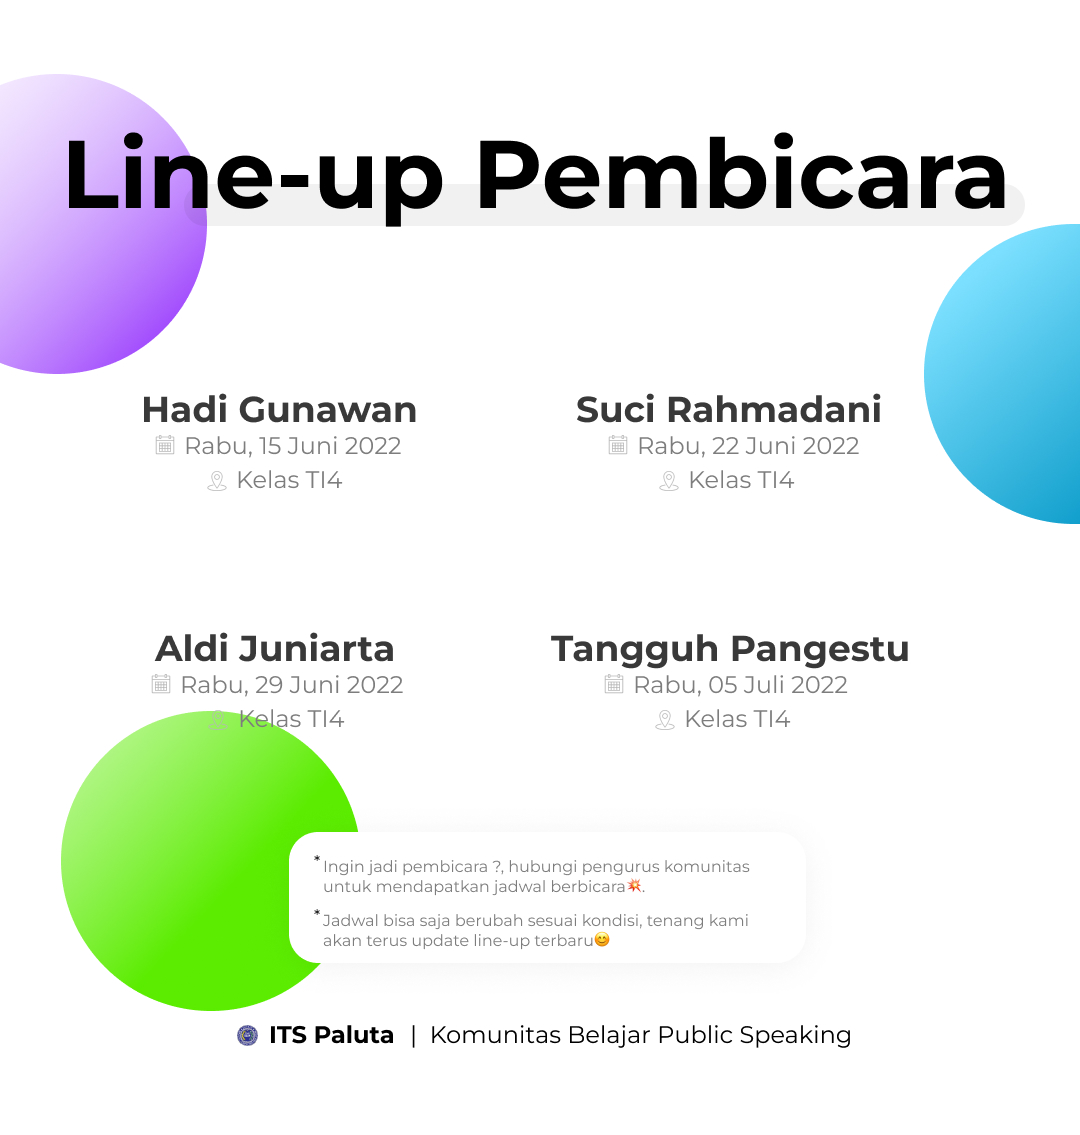 Line-up Pembicara
Hadi Gunawan
Rabu, 15 Juni 2022
Kelas TI4
Suci Rahmadani
Rabu, 22 Juni 2022
Kelas TI4
Aldi Juniarta
Rabu, 29 Juni 2022
Kelas TI4
Tangguh Pangestu
Rabu, 05 Juli 2022
Kelas TI4
* Ingin jadi pembicara ?, hubungi pengurus komunitas
untuk mendapatkan jadwal berbicara💥.
* Jadwal bisa saja berubah sesuai kondisi, tenang kami
akan terus update line-up terbaru😊
ITS Paluta | Komunitas Belajar Public Speaking